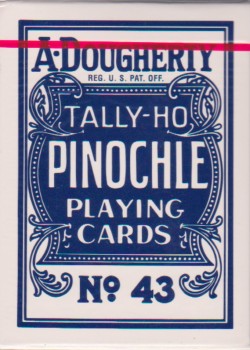 A. DOUGHERTY
REG. U. S. PAT. OFF.
TALLY-HO
PINOCHLE
PLAYING
CARDS
Nº 43